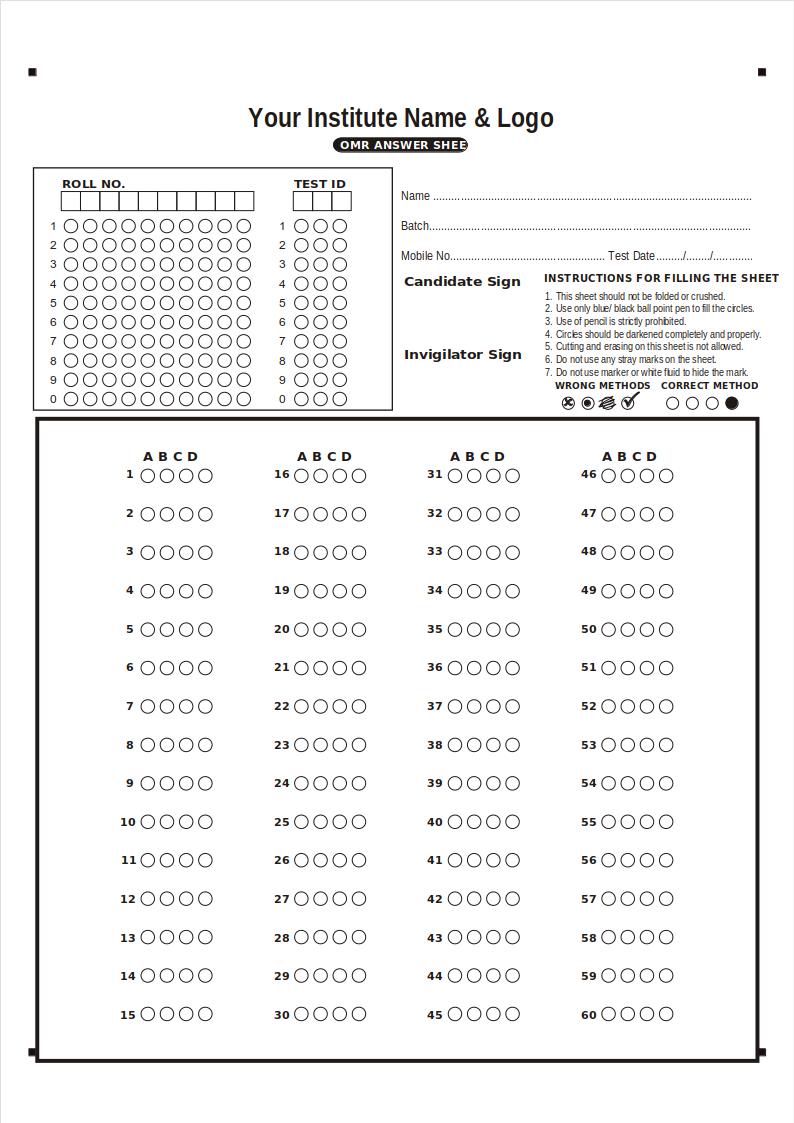 Your Institute Name & Logo
OMR ANSWER SHEE
ROLL NO. TEST ID
1 1
2 2
3 3
4 4
5 5
6 6
7 7
8 8
9 9
0 0
Name ............................................................................................................
Batch..............................................................................................................
Mobile No..................................................... Test Date........./......../.............
Candidate Sign
Invigilator Sign
INSTRUCTIONS FOR FILLING THE SHEET
1. This sheet should not be folded or crushed.
2. Use only blue/ black ball point pen to fill the circles.
3. Use of pencil is strictly prohibited.
4. Circles should be darkened completely and properly.
5. Cutting and erasing on this sheet is not allowed.
6. Do not use any stray marks on the sheet.
7. Do not use marker or white fluid to hide the mark.
WRONG METHODS CORRECT METHOD
A B C D A B C D A B C D A B C D
1 16 31 46
2 17 32 47
3 18 33 48
4 19 34 49
5 20 35 50
6 21 36 51
7 22 37 52
8 23 38 53
9 24 39 54
10 25 40 55
11 26 41 56
12 27 42 57
13 28 43 58
14 29 44 59
15 30 45 60